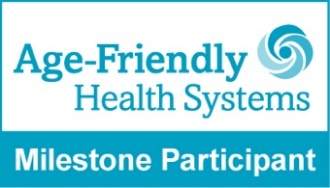 Age-Friendly
Health Systems
Milestone Participant